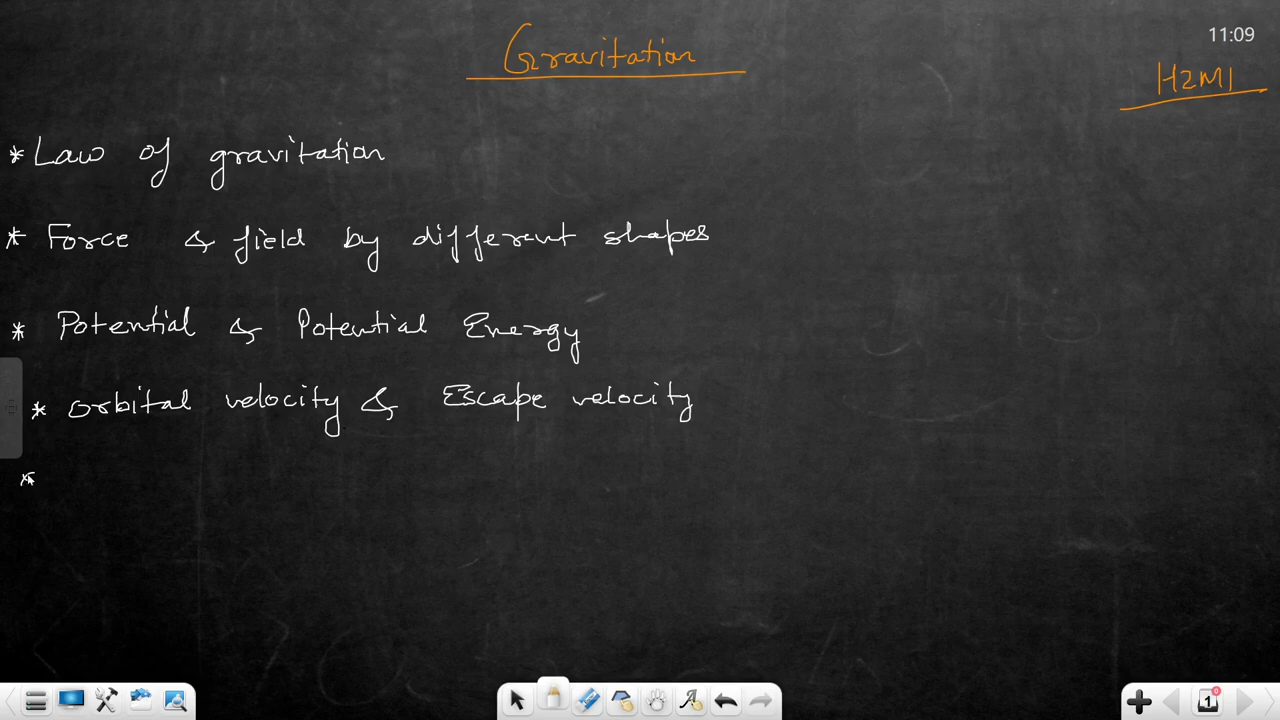 Gravitation
11:09
H2M1
* Law of gravitation
* Force & field by different shapes
* Potential & Potential Energy
* orbital velocity & Escape velocity
*
1